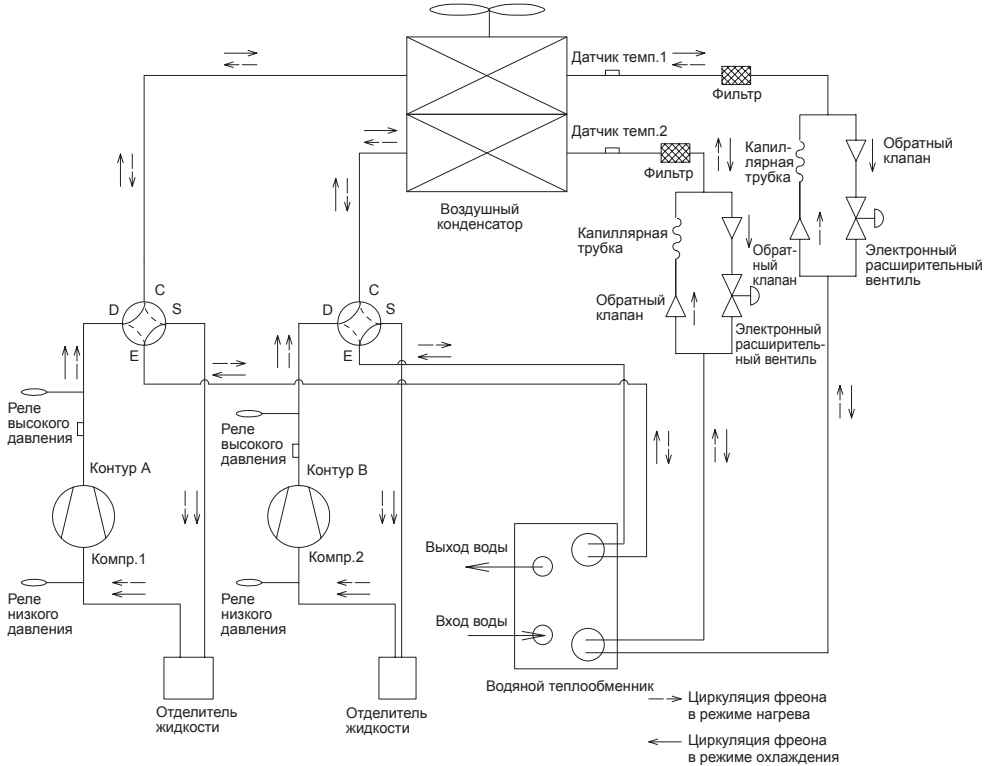 Датчик темп.1
Фильтр
Датчик темп.2
Фильтр
Воздушный
конденсатор
Капил-
лярная
трубка
Обратный
клапан
Электронный
расширительный
вентиль
Капиллярная
трубка
Обрат-
ный
клапан
Обратный
клапан
Электронный
расширитель-
ный вентиль
C
D
S
E
C
D
S
E
Реле
высокого
давления
Реле
высокого
давления
Контур А
Контур В
Компр.1
Компр.2
Реле
низкого
давления
Реле
низкого
давления
Выход воды
Вход воды
Водяной теплообменник
Отделитель
жидкости
Отделитель
жидкости
Циркуляция фреона
в режиме нагрева
Циркуляция фреона
в режиме охлаждения